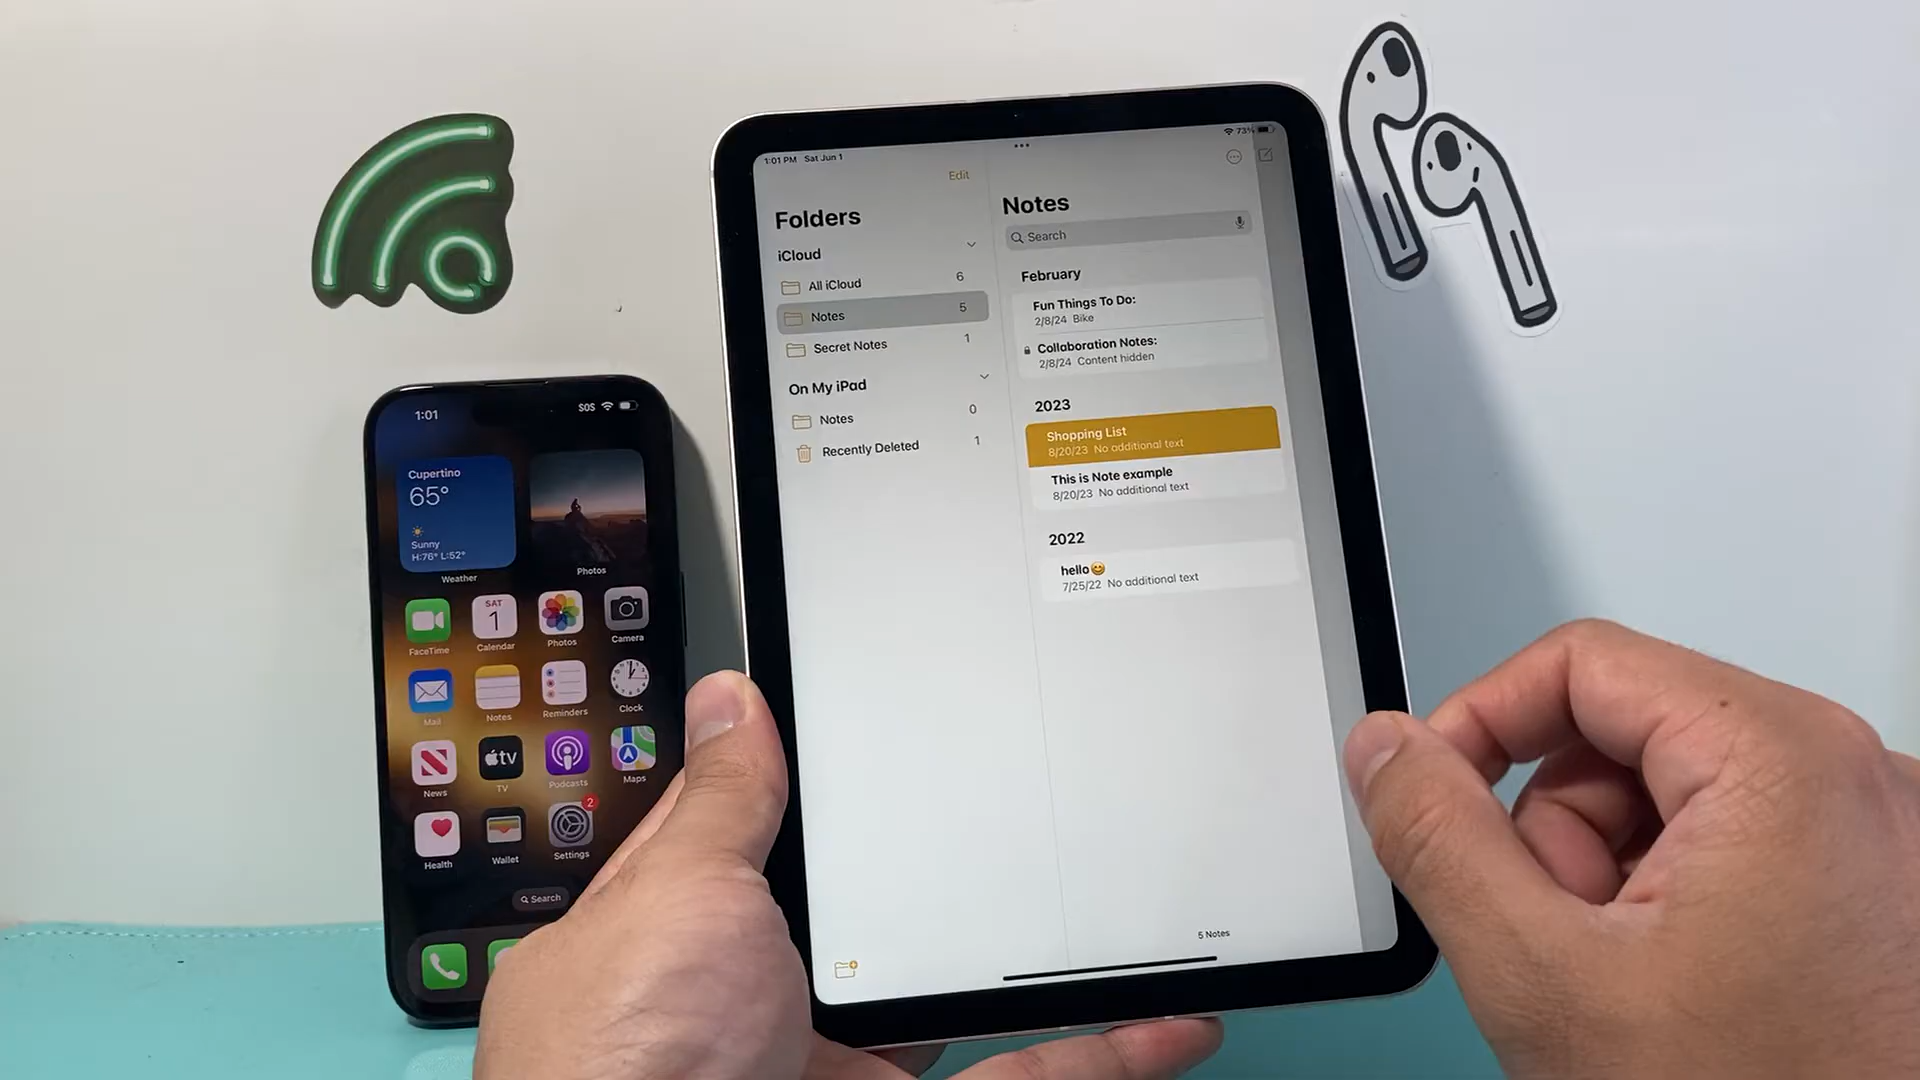 1:01 PM Sat Jun 1
73%
Edit
Folders
iCloud
All iCloud 6
Notes 5
Secret Notes 1
On My iPad
Notes 0
Recently Deleted 1
Notes
Search
February
Fun Things To Do:
2/8/24 Bike
Collaboration Notes:
2/8/24 Content hidden
2023
Shopping List
8/20/23 No additional text
This is Note example
8/20/23 No additional text
2022
hello😊
7/25/22 No additional text
5 Notes
1:01
SOS
Cupertino
65°
Sunny
H:76° L:52°
Weather
Photos
SAT
1
FaceTime
Calendar
Photos
Camera
Mail
Notes
Reminders
Clock
tv
News
TV
Podcasts
Maps
2
Health
Wallet
Settings
Search